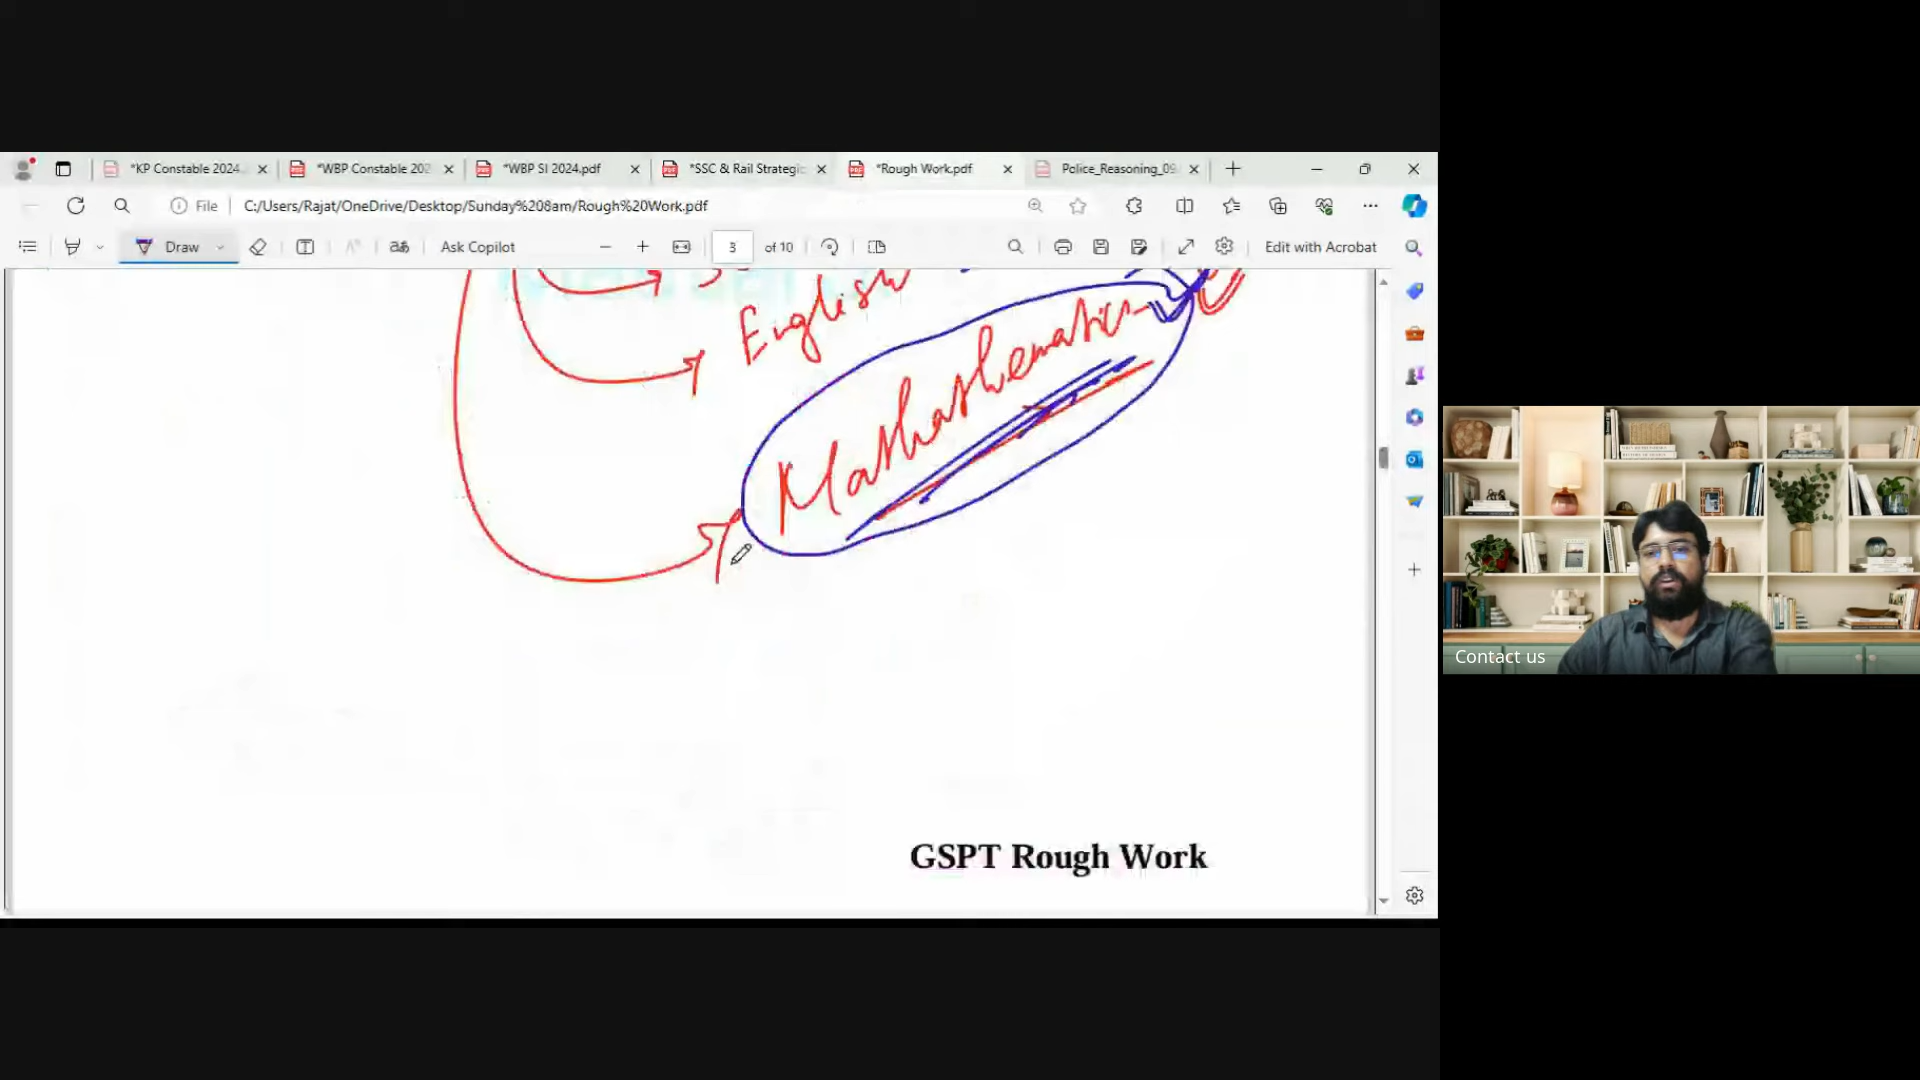 *KP Constable 2024
*WBP Constable 202
*WBP SI 2024.pdf
*SSC & Rail Strategic
*Rough Work.pdf
Police_Reasoning_09
File
C:/Users/Rajat/OneDrive/Desktop/Sunday%208am/Rough%20Work.pdf
Draw
Ask Copilot
3
of 10
Edit with Acrobat
English
Mathathematics
GSPT Rough Work
Contact us